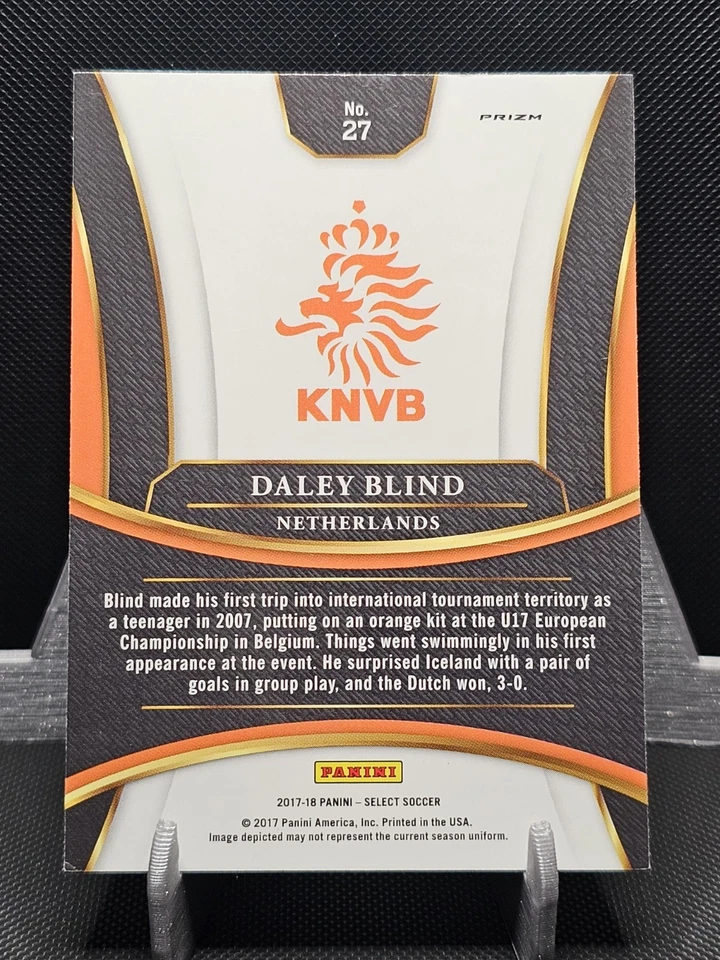 No.
27
PRIZM
KNVB
DALEY BLIND
NETHERLANDS
Blind made his first trip into international tournament territory as
a teenager in 2007, putting on an orange kit at the U17 European
Championship in Belgium. Things went swimmingly in his first
appearance at the event. He surprised Iceland with a pair of
goals in group play, and the Dutch won, 3-0.
PANINI
2017-18 PANINI – SELECT SOCCER
© 2017 Panini America, Inc. Printed in the USA.
Image depicted may not represent the current season uniform.